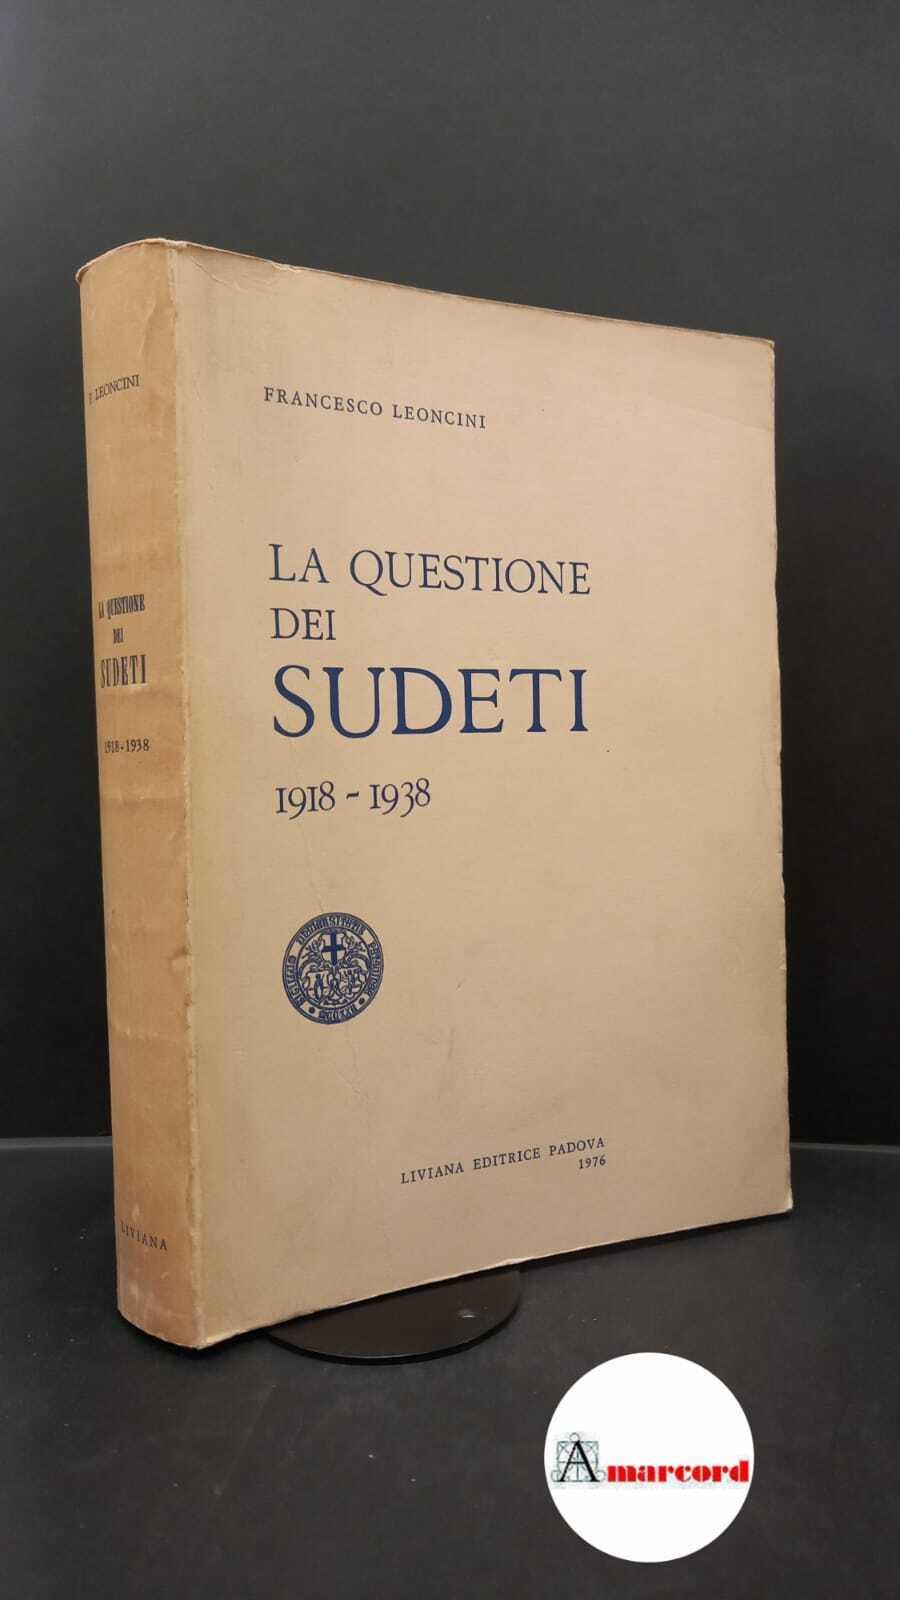 F. LEONCINI
LA QUESTIONE
DEI
SUDETI
1918-1938
LIVIANA
FRANCESCO LEONCINI
LA QUESTIONE
DEI
SUDETI
1918 - 1938
LIVIANA EDITRICE PADOVA
1976
Amarcord